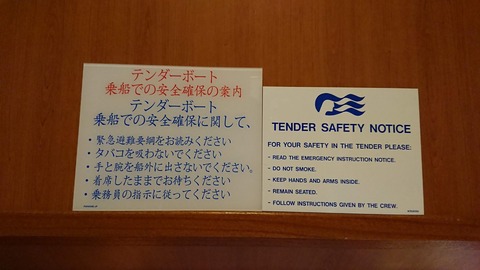 テンダーボート
乗船での安全確保の案内
テンダーボート
乗船での安全確保に関して、
・緊急避難要綱をお読みください
・タバコを吸わないでください
・手と腕を船外に出さないでください。
・着席したままでお待ちください
・乗務員の指示に従ってください
TENDER SAFETY NOTICE
FOR YOUR SAFETY IN THE TENDER PLEASE:
- READ THE EMERGENCY INSTRUCTION NOTICE.
- DO NOT SMOKE.
- KEEP HANDS AND ARMS INSIDE.
- REMAIN SEATED.
- FOLLOW INSTRUCTIONS GIVEN BY THE CREW.